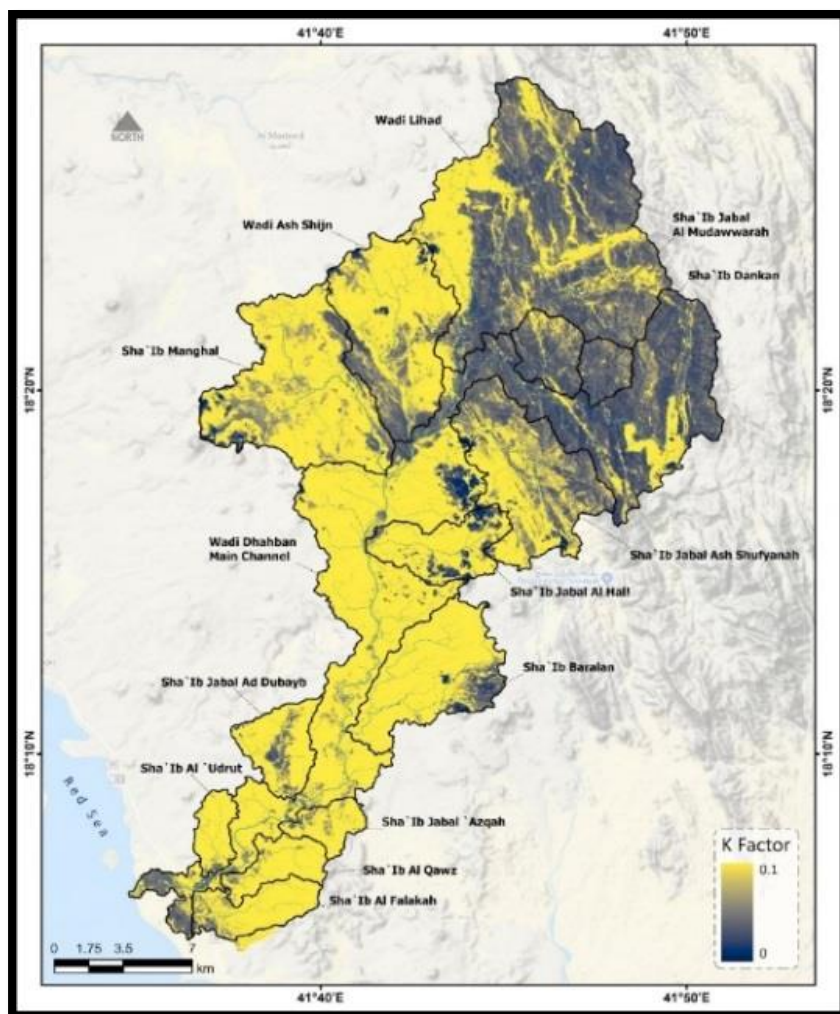 41°40'E
41°50'E
Wadi Lihad
NORTH
Wadi Ash Shijn
Sha`Ib Jabal
Al Mudawwarah
Sha`Ib Dankan
Sha`Ib Manghal
18°20'N
18°20'N
Wadi Dhahban
Main Channel
Sha`Ib Jabal Ash Shufyanah
Sha`Ib Jabal Al Hall
Sha`Ib Baralan
Sha`Ib Jabal Ad Dubayb
18°10'N
18°10'N
Sha`Ib Al `Udrut
Red Sea
Sha`Ib Jabal `Azqah
K Factor
0.1
0
Sha`Ib Al Qawz
Sha`Ib Al Falakah
0 1.75 3.5 7
km
41°40'E
41°50'E